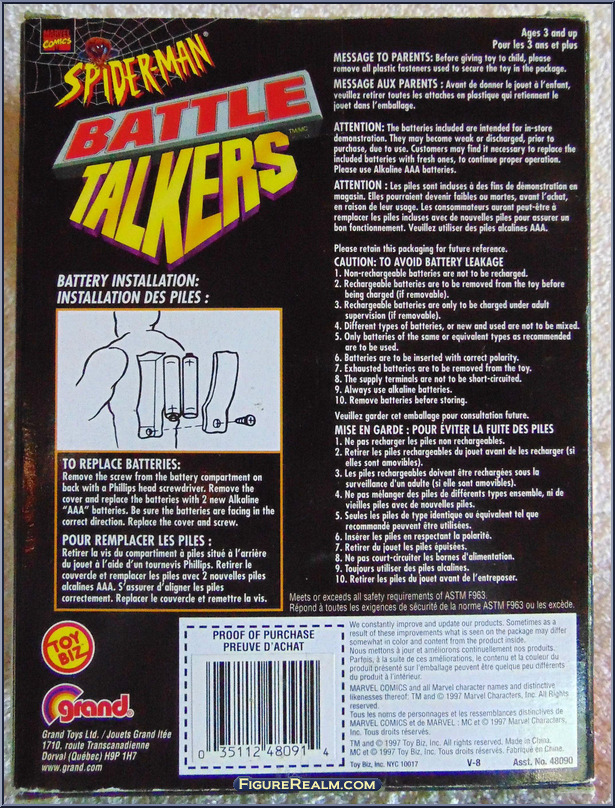 MARVEL COMICS
SPIDER-MAN
BATTLE
TALKERS
TM/MC
BATTERY INSTALLATION:
INSTALLATION DES PILES :
TO REPLACE BATTERIES:
Remove the screw from the battery compartment on
back with a Phillips head screwdriver. Remove the
cover and replace the batteries with 2 new Alkaline
"AAA" batteries. Be sure the batteries are facing in the
correct direction. Replace the cover and screw.
POUR REMPLACER LES PILES :
Retirer la vis du compartiment à piles situé à l'arrière
du jouet à l'aide d'un tournevis Phillips. Retirer le
couvercle et remplacer les piles avec 2 nouvelles piles
alcalines AAA. S'assurer d'aligner les piles
correctement. Replacer le couvercle et remettre la vis.
TOY BIZ
grand
Grand Toys Ltd. / Jouets Grand ltée
1710, route Transcanadienne
Dorval (Québec) H9P 1H7
www.grand.com
Ages 3 and up
Pour les 3 ans et plus
MESSAGE TO PARENTS: Before giving toy to child, please
remove all plastic fasteners used to secure the toy in the package.
MESSAGE AUX PARENTS : Avant de donner le jouet à l'enfant,
veuillez retirer toutes les attaches en plastique qui retiennent le
jouet dans l'emballage.
ATTENTION: The batteries included are intended for in-store
demonstration. They may become weak or discharged, prior to
purchase, due to use. Customers may find it necessary to replace the
included batteries with fresh ones, to continue proper operation.
Please use Alkaline AAA batteries.
ATTENTION : Les piles sont incluses à des fins de démonstration en
magasin. Elles pourraient devenir faibles ou mortes, avant l'achat,
en raison de leur usage. Les consommateurs auront peut-être à
remplacer les piles incluses avec de nouvelles piles pour assurer un
bon fonctionnement. Veuillez utiliser des piles alcalines AAA.
Please retain this packaging for future reference.
CAUTION: TO AVOID BATTERY LEAKAGE
1. Non-rechargeable batteries are not to be recharged.
2. Rechargeable batteries are to be removed from the toy before
being charged (if removable).
3. Rechargeable batteries are only to be charged under adult
supervision (if removable).
4. Different types of batteries, or new and used are not to be mixed.
5. Only batteries of the same or equivalent types as recommended
are to be used.
6. Batteries are to be inserted with correct polarity.
7. Exhausted batteries are to be removed from the toy.
8. The supply terminals are not to be short-circuited.
9. Always use alkaline batteries.
10. Remove batteries before storing.
Veuillez garder cet emballage pour consultation future.
MISE EN GARDE : POUR ÉVITER LA FUITE DES PILES
1. Ne pas recharger les piles non rechargeables.
2. Retirer les piles rechargeables du jouet avant de les recharger (si
elles sont amovibles).
3. Les piles rechargeables doivent être rechargées sous la
surveillance d'un adulte (si elle sont amovibles).
4. Ne pas mélanger des piles de différents types ensemble, ni de
vieilles piles avec de nouvelles piles.
5. Seules les piles de type identique ou équivalent tel que
recommandé peuvent être utilisées.
6. Insérer les piles en respectant la polarité.
7. Retirer du jouet les piles épuisées.
8. Ne pas court-circuiter les bornes d'alimentation.
9. Toujours utiliser des piles alcalines.
10. Retirer les piles du jouet avant de l'entreposer.
Meets or exceeds all safety requirements of ASTM F963.
Répond à toutes les exigences de sécurité de la norme ASTM F963 ou les excède.
PROOF OF PURCHASE
PREUVE D'ACHAT
0 35112 48091 4
We constantly improve and update our products. Sometimes as a
result of these improvements what is seen on the package may differ
somewhat in color and content from the product inside.
Nous mettons à jour et améliorons continuellement nos produits.
Parfois, à la suite de ces améliorations, le contenu et la couleur du
produit présenté sur l'emballage peuvent être quelque peu différents
du produit à l'intérieur.
MARVEL COMICS and all Marvel character names and distinctive
likenesses thereof: TM and © 1997 Marvel Characters, Inc. All Rights
reserved.
Tous les noms de personnages et les ressemblances distinctives de
MARVEL COMICS et de MARVEL : MC et © 1997 Marvel Characters,
Inc. Tous droits réservés.
TM and © 1997 Toy Biz, Inc. All rights reserved. Made in China.
MC et © 1997 Toy Biz, Inc. Tous droits réservés. Fabriqué en Chine.
Toy Biz, Inc. NYC 10017 V-8 Asst. No. 48090
FigureRealm.com